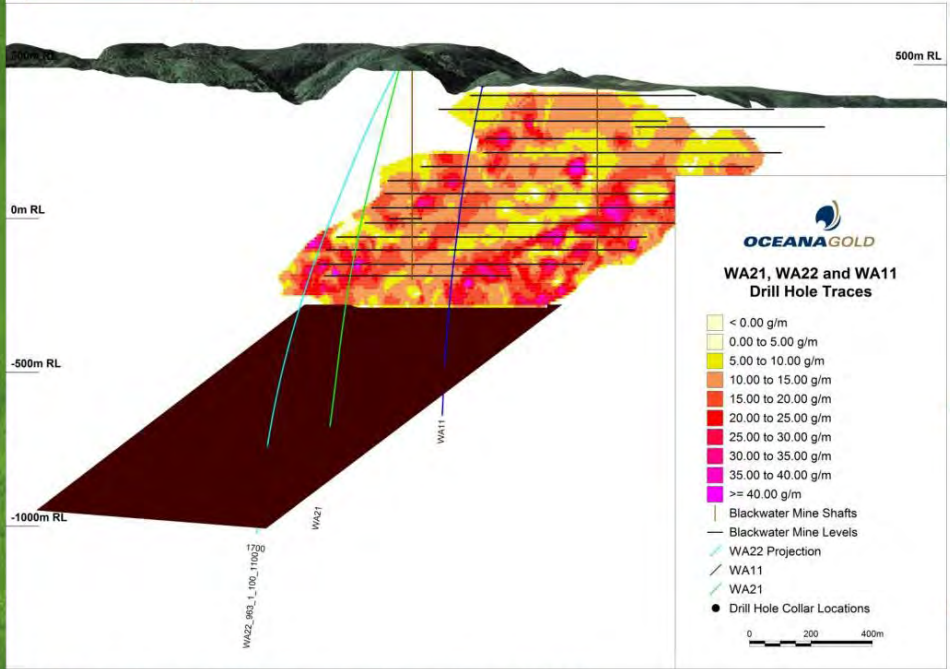 500m RL
500m RL
0m RL
-500m RL
-1000m RL
WA11
WA21
1700
WA22_963_1_100_1100
OCEANAGOLD
WA21, WA22 and WA11
Drill Hole Traces
< 0.00 g/m
0.00 to 5.00 g/m
5.00 to 10.00 g/m
10.00 to 15.00 g/m
15.00 to 20.00 g/m
20.00 to 25.00 g/m
25.00 to 30.00 g/m
30.00 to 35.00 g/m
35.00 to 40.00 g/m
>= 40.00 g/m
Blackwater Mine Shafts
Blackwater Mine Levels
WA22 Projection
WA11
WA21
Drill Hole Collar Locations
0 200 400m